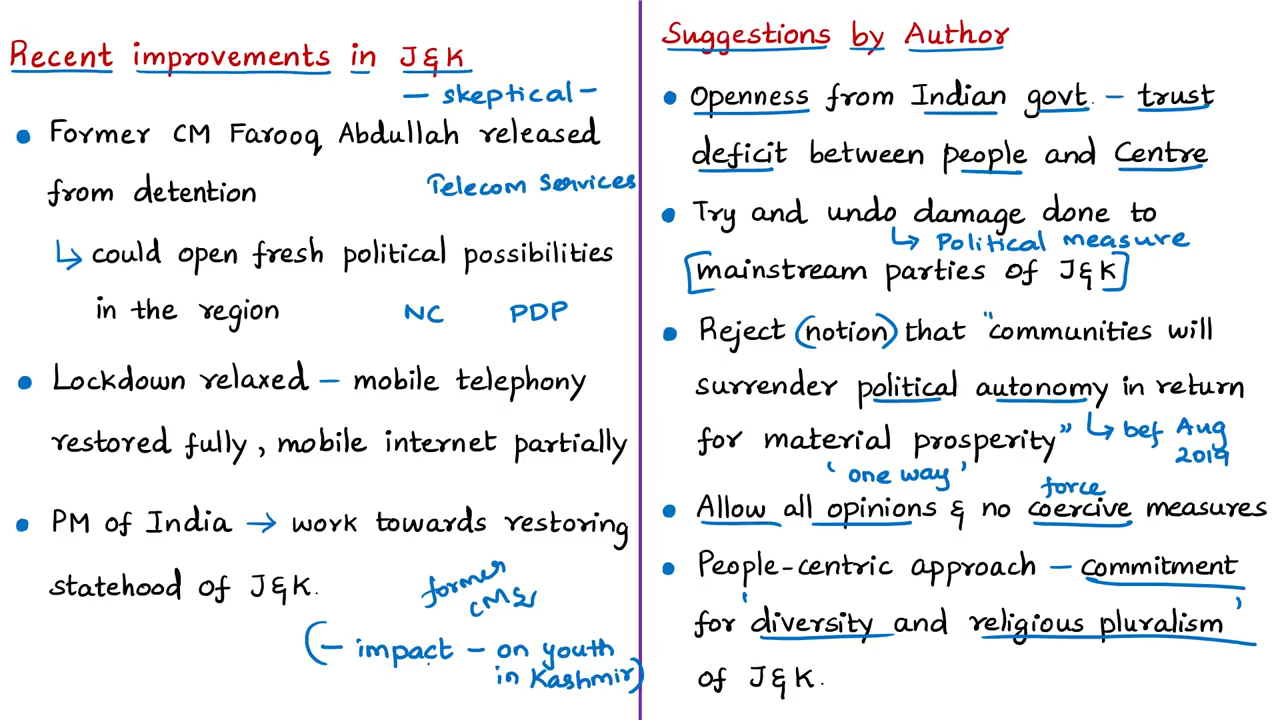 Recent improvements in J&K
– skeptical –
• Former CM Farooq Abdullah released
from detention
Telecom Services
↳ could open fresh political possibilities
in the region
NC PDP
• Lockdown relaxed – mobile telephony
restored fully, mobile internet partially
• PM of India → work towards restoring
statehood of J&K.
former
CMs
(– impact – on youth
in Kashmir)
Suggestions by Author
• Openness from Indian govt. – trust
deficit between people and Centre
• Try and undo damage done to
↳ Political measure
[mainstream parties of J&K]
• Reject (notion) that "communities will
surrender political autonomy in return
for material prosperity" ↳ bef Aug
2019
'one way'
force
• Allow all opinions & no coercive measures
• People-centric approach – commitment
for 'diversity and religious pluralism'
of J&K.